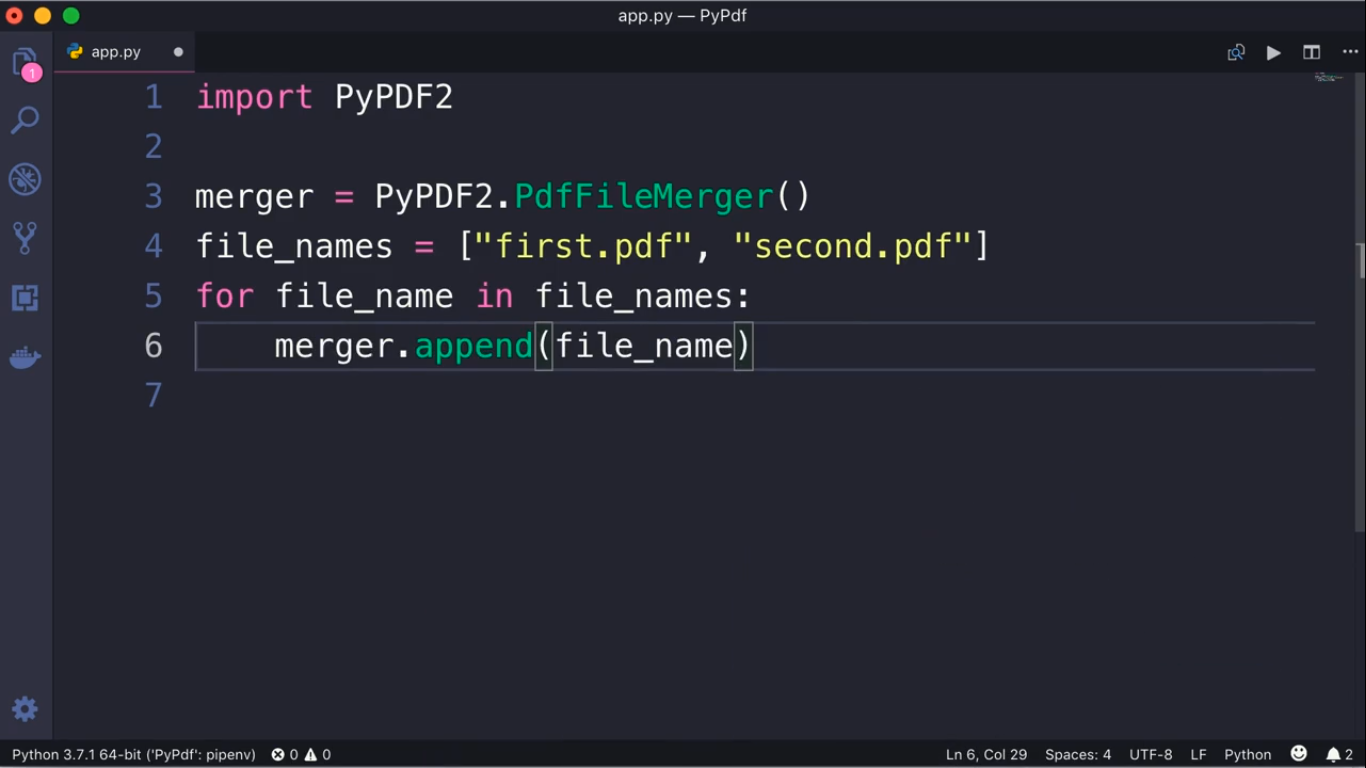 app.py — PyPdf
app.py
1
1 import PyPDF2
2
3 merger = PyPDF2.PdfFileMerger()
4 file_names = ["first.pdf", "second.pdf"]
5 for file_name in file_names:
6     merger.append(file_name)
7
Python 3.7.1 64-bit ('PyPdf': pipenv) 0 0 Ln 6, Col 29 Spaces: 4 UTF-8 LF Python 2